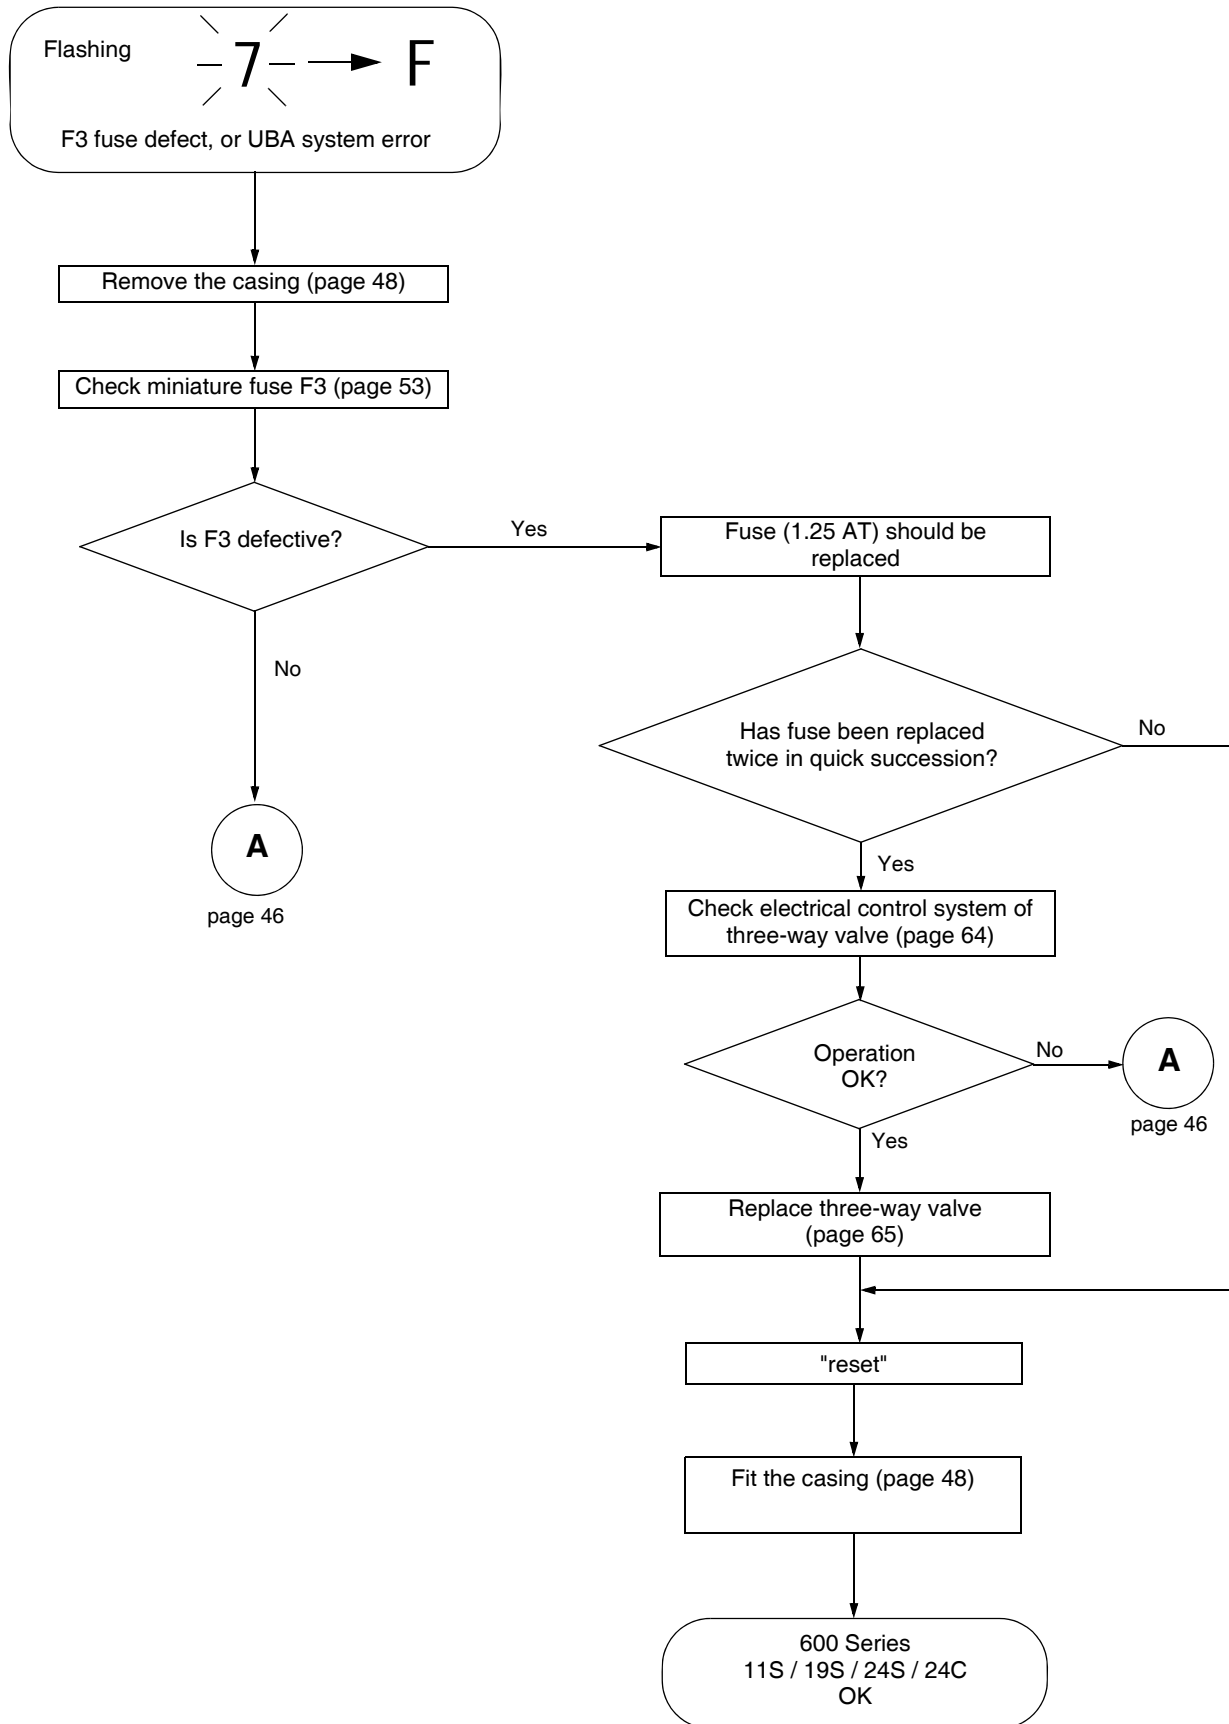 Flashing
7 F
F3 fuse defect, or UBA system error
Remove the casing (page 48)
Check miniature fuse F3 (page 53)
Is F3 defective?
Yes
Fuse (1.25 AT) should be
replaced
No
Has fuse been replaced
twice in quick succession?
No
A
page 46
Yes
Check electrical control system of
three-way valve (page 64)
Operation
OK?
No
A
page 46
Yes
Replace three-way valve
(page 65)
"reset"
Fit the casing (page 48)
600 Series
11S / 19S / 24S / 24C
OK